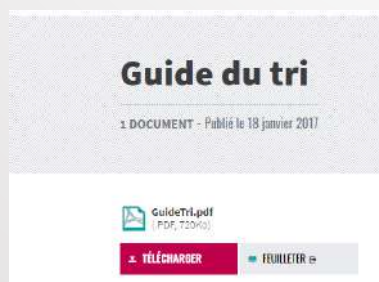 Guide du tri
1 DOCUMENT - Publié le 18 janvier 2017
GuideTri.pdf
(PDF, 720Ko)
TÉLÉCHARGER
FEUILLETER